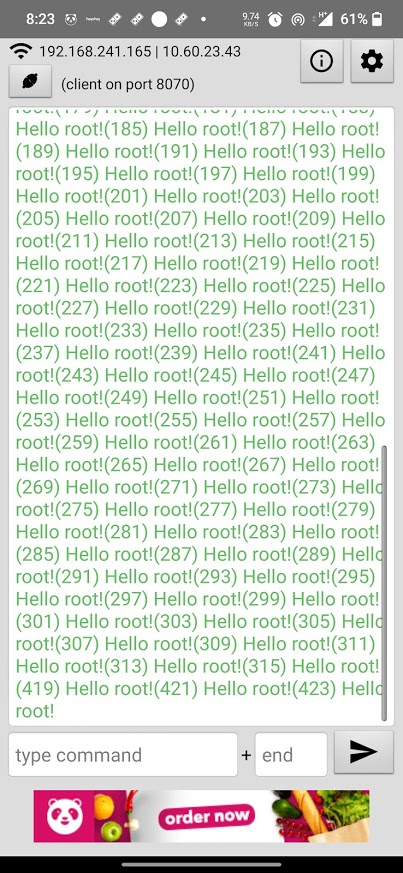 8:23
9.74
KB/S
H+
61%
192.168.241.165 | 10.60.23.43
(client on port 8070)
root!(179) Hello root!(181) Hello root!(183)
Hello root!(185) Hello root!(187) Hello root!
(189) Hello root!(191) Hello root!(193) Hello
root!(195) Hello root!(197) Hello root!(199)
Hello root!(201) Hello root!(203) Hello root!
(205) Hello root!(207) Hello root!(209) Hello
root!(211) Hello root!(213) Hello root!(215)
Hello root!(217) Hello root!(219) Hello root!
(221) Hello root!(223) Hello root!(225) Hello
root!(227) Hello root!(229) Hello root!(231)
Hello root!(233) Hello root!(235) Hello root!
(237) Hello root!(239) Hello root!(241) Hello
root!(243) Hello root!(245) Hello root!(247)
Hello root!(249) Hello root!(251) Hello root!
(253) Hello root!(255) Hello root!(257) Hello
root!(259) Hello root!(261) Hello root!(263)
Hello root!(265) Hello root!(267) Hello root!
(269) Hello root!(271) Hello root!(273) Hello
root!(275) Hello root!(277) Hello root!(279)
Hello root!(281) Hello root!(283) Hello root!
(285) Hello root!(287) Hello root!(289) Hello
root!(291) Hello root!(293) Hello root!(295)
Hello root!(297) Hello root!(299) Hello root!
(301) Hello root!(303) Hello root!(305) Hello
root!(307) Hello root!(309) Hello root!(311)
Hello root!(313) Hello root!(315) Hello root!
(419) Hello root!(421) Hello root!(423) Hello
root!
type command + end
order now